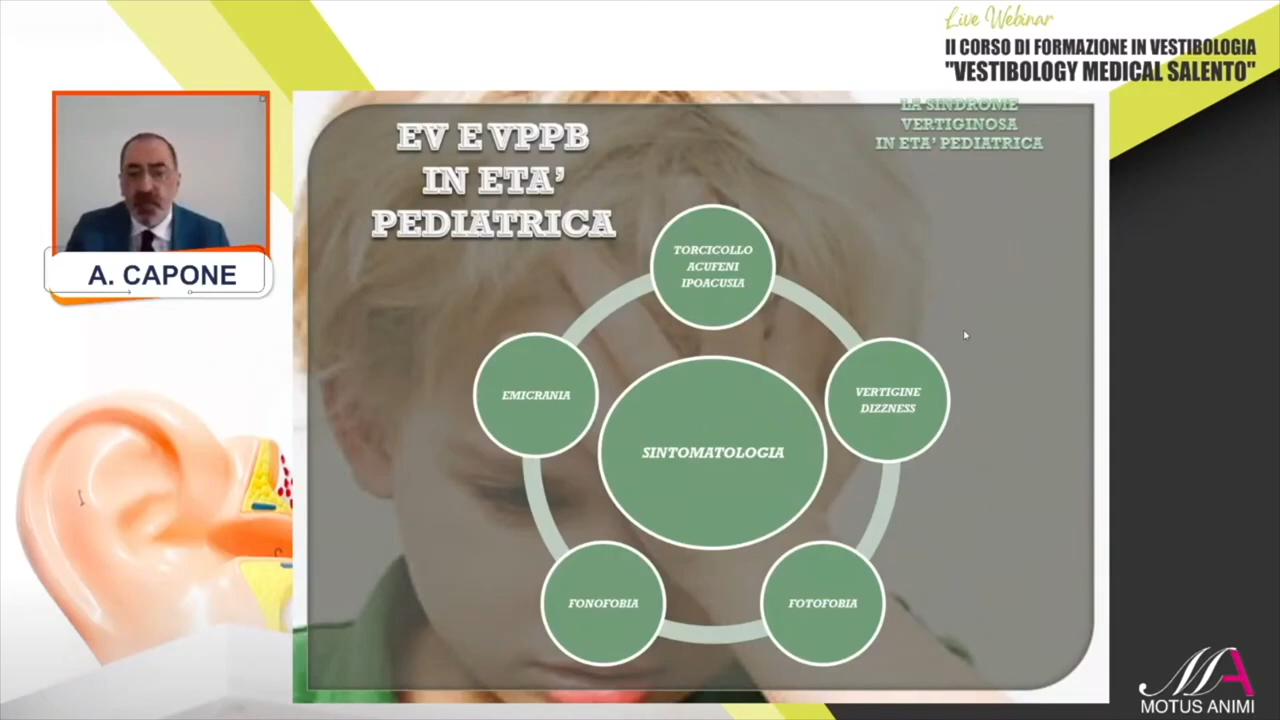 Live Webinar
II CORSO DI FORMAZIONE IN VESTIBOLOGIA
"VESTIBOLOGY MEDICAL SALENTO"
A. CAPONE
EV E VPPB
IN ETA'
PEDIATRICA
LA SINDROME
VERTIGINOSA
IN ETA' PEDIATRICA
TORCICOLLO
ACUFENI
IPOACUSIA
EMICRANIA
VERTIGINE
DIZZNESS
SINTOMATOLOGIA
FONOFOBIA
FOTOFOBIA
MA
MOTUS ANIMI